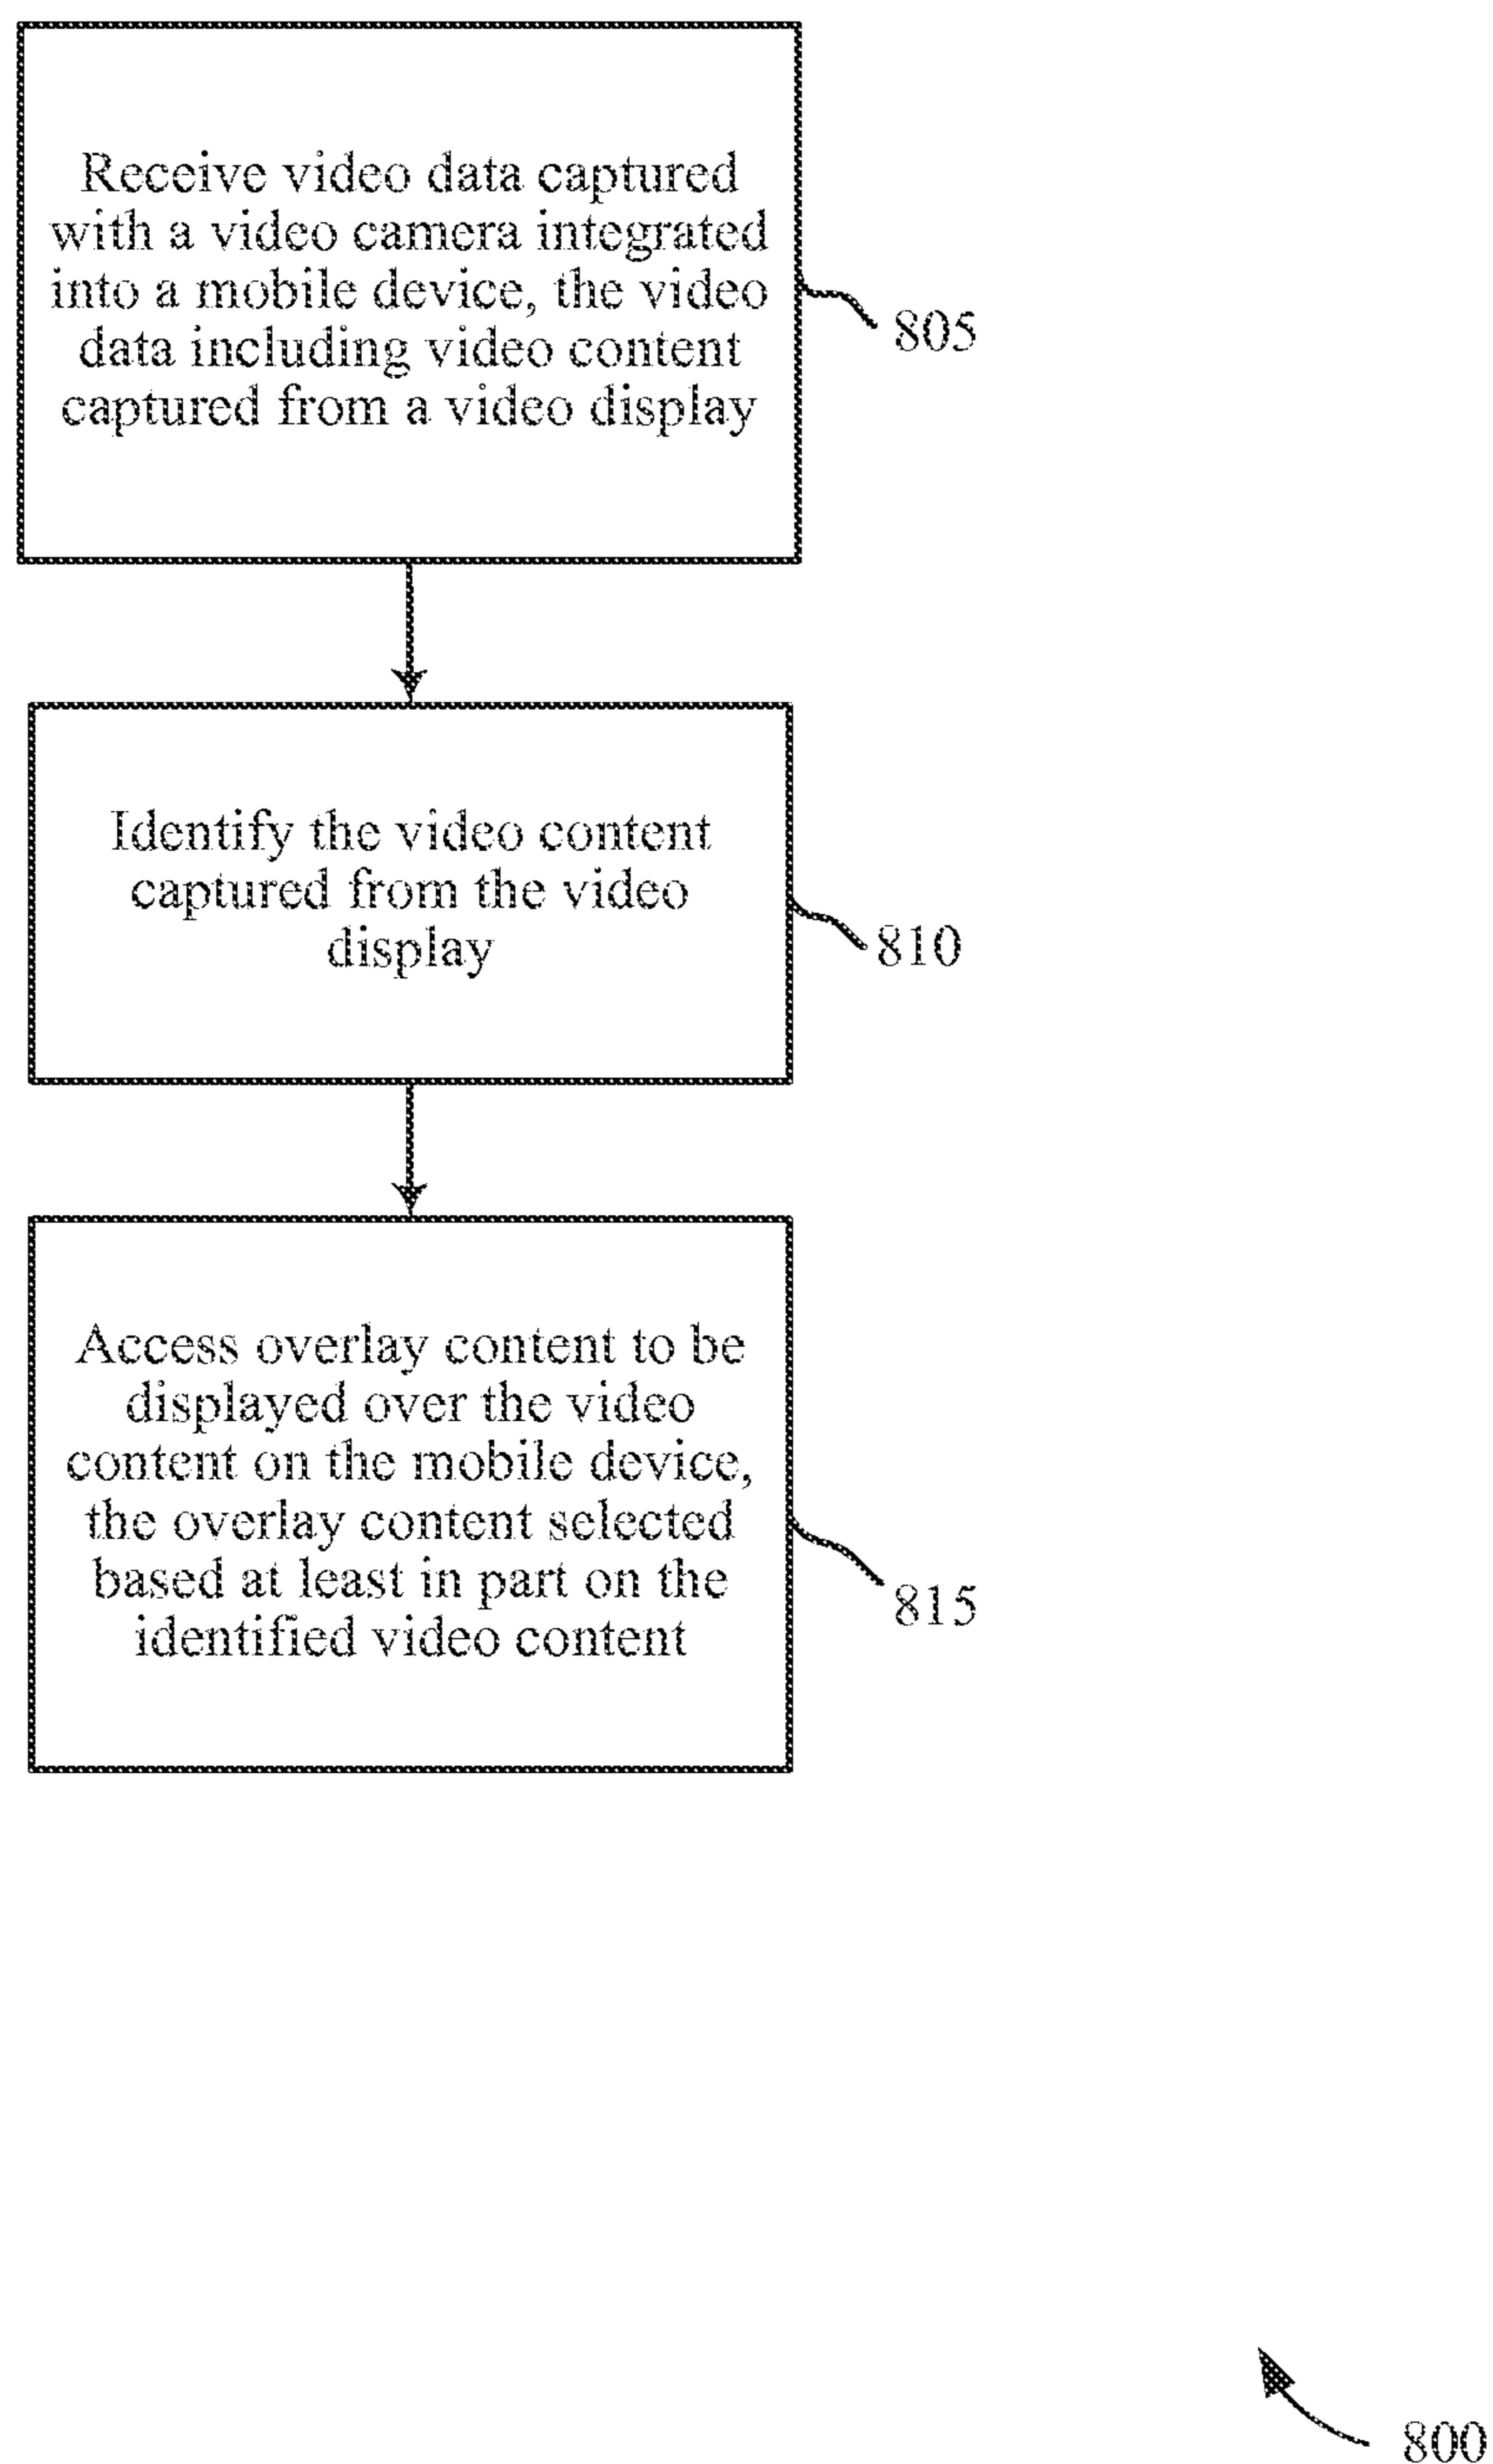 Receive video data captured
with a video camera integrated
into a mobile device, the video
data including video content
captured from a video display
805
Identify the video content
captured from the video
display
810
Access overlay content to be
displayed over the video
content on the mobile device,
the overlay content selected
based at least in part on the
identified video content
815
800